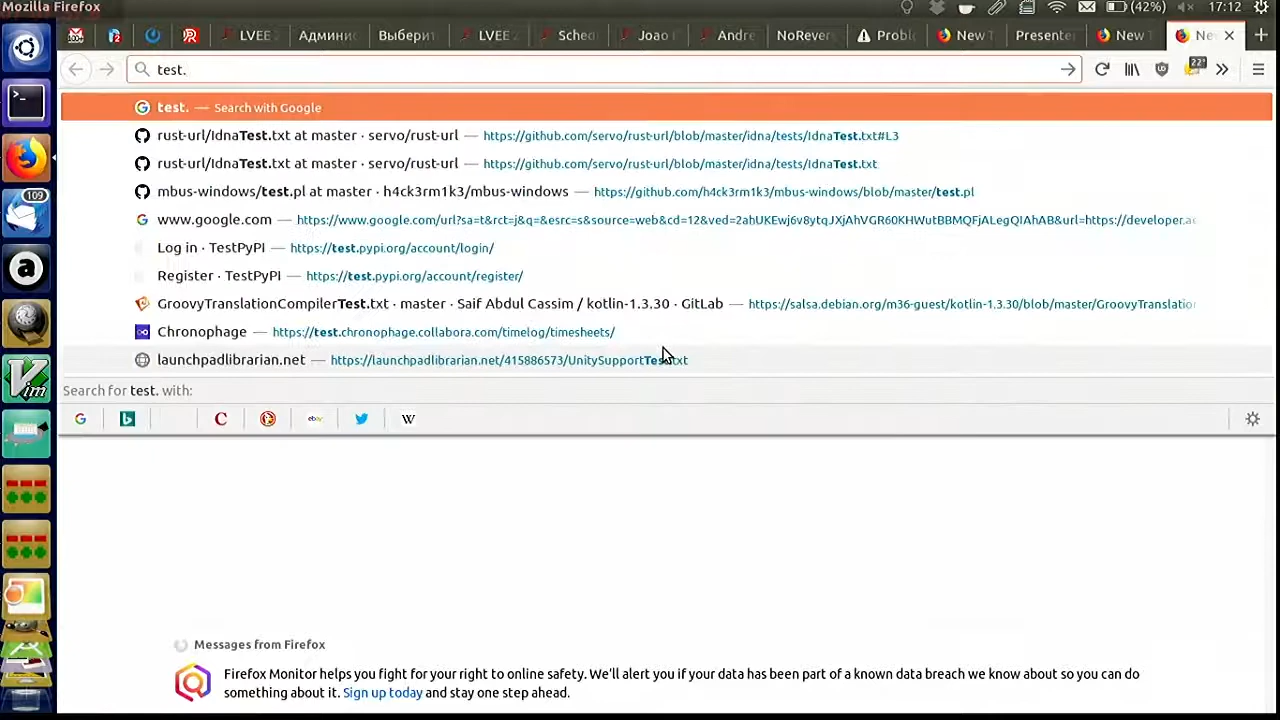 Mozilla Firefox
(42%) 17:12
LVEE
Админи
Выберит
LVEE
Sched
Joao
Andre
NoRever
Probl
New T
Presente
New T
Ne
test.
22
test. — Search with Google
rust-url/IdnaTest.txt at master · servo/rust-url — https://github.com/servo/rust-url/blob/master/idna/tests/IdnaTest.txt#L3
rust-url/IdnaTest.txt at master · servo/rust-url — https://github.com/servo/rust-url/blob/master/idna/tests/IdnaTest.txt
mbus-windows/test.pl at master · h4ck3rm1k3/mbus-windows — https://github.com/h4ck3rm1k3/mbus-windows/blob/master/test.pl
109
www.google.com — https://www.google.com/url?sa=t&rct=j&q=&esrc=s&source=web&cd=12&ved=2ahUKEwj6v8ytqJXjAhVGR60KHWutBBMQFjALegQIAhAB&url=https://developer.a
Log in · TestPyPI — https://test.pypi.org/account/login/
Register · TestPyPI — https://test.pypi.org/account/register/
GroovyTranslationCompilerTest.txt · master · Saif Abdul Cassim / kotlin-1.3.30 · GitLab — https://salsa.debian.org/m36-guest/kotlin-1.3.30/blob/master/GroovyTranslatio
Chronophage — https://test.chronophage.collabora.com/timelog/timesheets/
launchpadlibrarian.net — https://launchpadlibrarian.net/415886573/UnitySupportTest.txt
Search for test. with:
Vim
ebay
W
Messages from Firefox
Firefox Monitor helps you fight for your right to online safety. We'll alert you if your data has been part of a known data breach we know about so you can do
something about it. Sign up today and stay one step ahead.